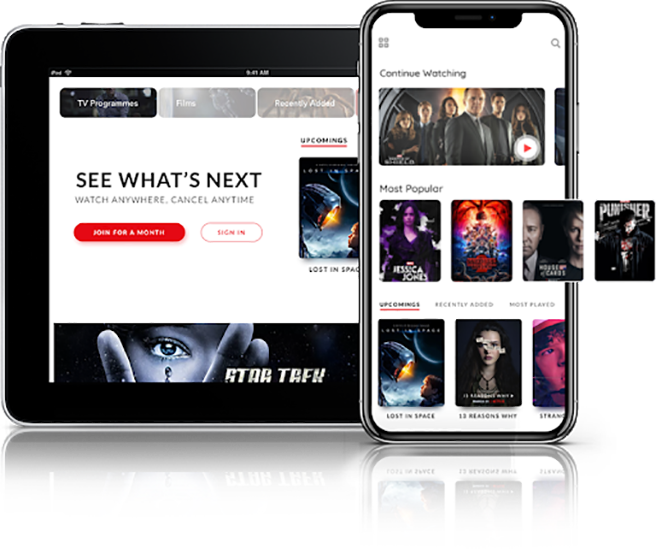 iPod
9:41 AM
TV Programmes
Films
Recently Added
UPCOMINGS
LOST IN SPACE
SEE WHAT'S NEXT
WATCH ANYWHERE, CANCEL ANYTIME
JOIN FOR A MONTH
SIGN IN
LOST IN SPACE
STAR TREK
Continue Watching
SHIELD
Most Popular
JESSICA JONES
HOUSE of CARDS
PUNISHER
UPCOMINGS
RECENTLY ADDED
MOST PLAYED
LOST IN SPACE
13 REASONS WHY
LOST IN SPACE
13 REASONS WHY
STRANG